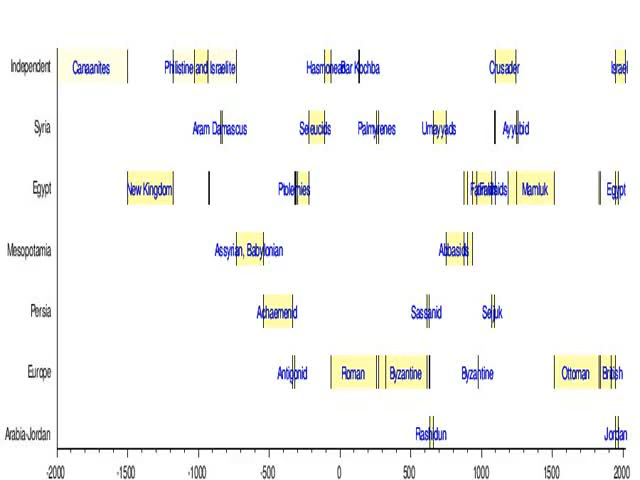 Independent Canaanites Philistine and Israelite Hasmonean Bar Kochba Crusader Israel
Syria Aram Damascus Seleucids Palmyrenes Umayyads Ayyubid
Egypt New Kingdom Ptolemies Mamluk Egypt
Mesopotamia Assyrian, Babylonian Abbasids
Persia Achaemenid Sassanid Seljuk
Europe Antigonid Roman Byzantine Byzantine Ottoman British
Arabia-Jordan Rashidun Jordan
-2000 -1500 -1000 -500 0 500 1000 1500 2000